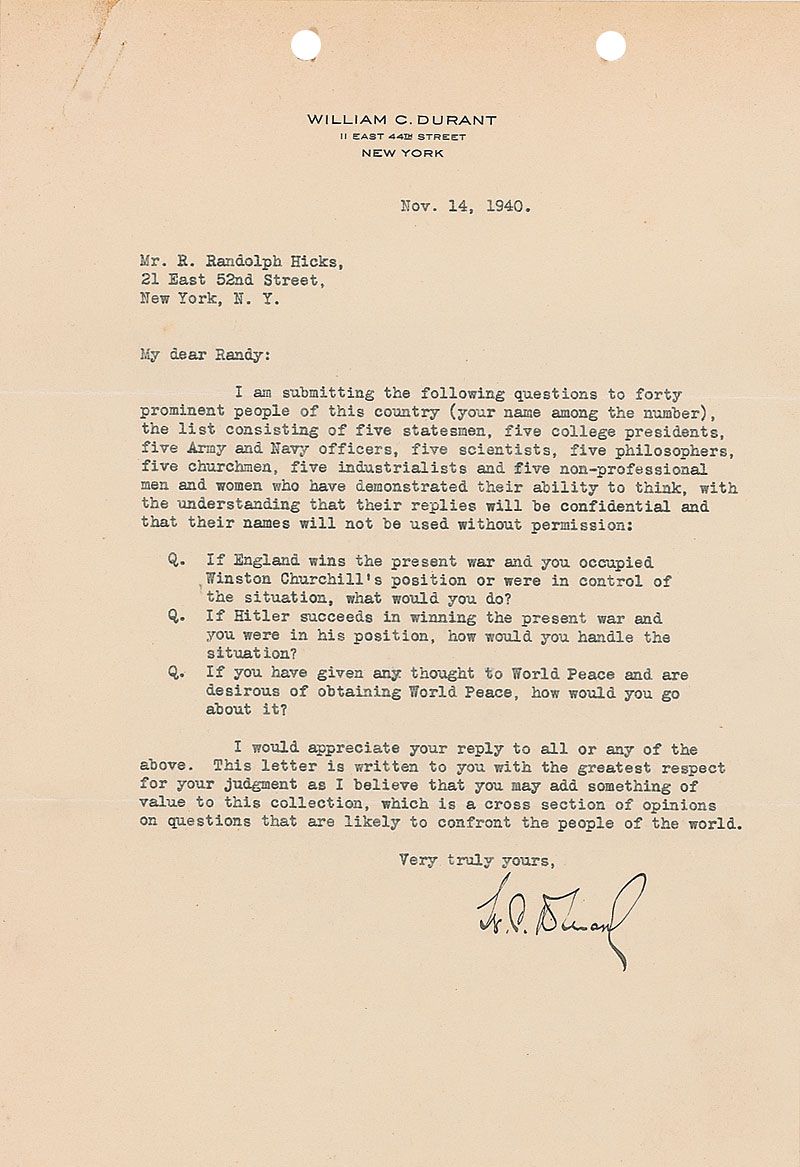 WILLIAM C. DURANT
11 EAST 44TH STREET
NEW YORK
Nov. 14, 1940.
Mr. R. Randolph Hicks,
21 East 52nd Street,
New York, N. Y.
My dear Randy:
I am submitting the following questions to forty
prominent people of this country (your name among the number),
the list consisting of five statesmen, five college presidents,
five Army and Navy officers, five scientists, five philosophers,
five churchmen, five industrialists and five non-professional
men and women who have demonstrated their ability to think, with
the understanding that their replies will be confidential and
that their names will not be used without permission:
Q. If England wins the present war and you occupied
Winston Churchill's position or were in control of
the situation, what would you do?
Q. If Hitler succeeds in winning the present war and
you were in his position, how would you handle the
situation?
Q. If you have given any thought to World Peace and are
desirous of obtaining World Peace, how would you go
about it?
I would appreciate your reply to all or any of the
above. This letter is written to you with the greatest respect
for your judgment as I believe that you may add something of
value to this collection, which is a cross section of opinions
on questions that are likely to confront the people of the world.
Very truly yours,
W. C. Durant